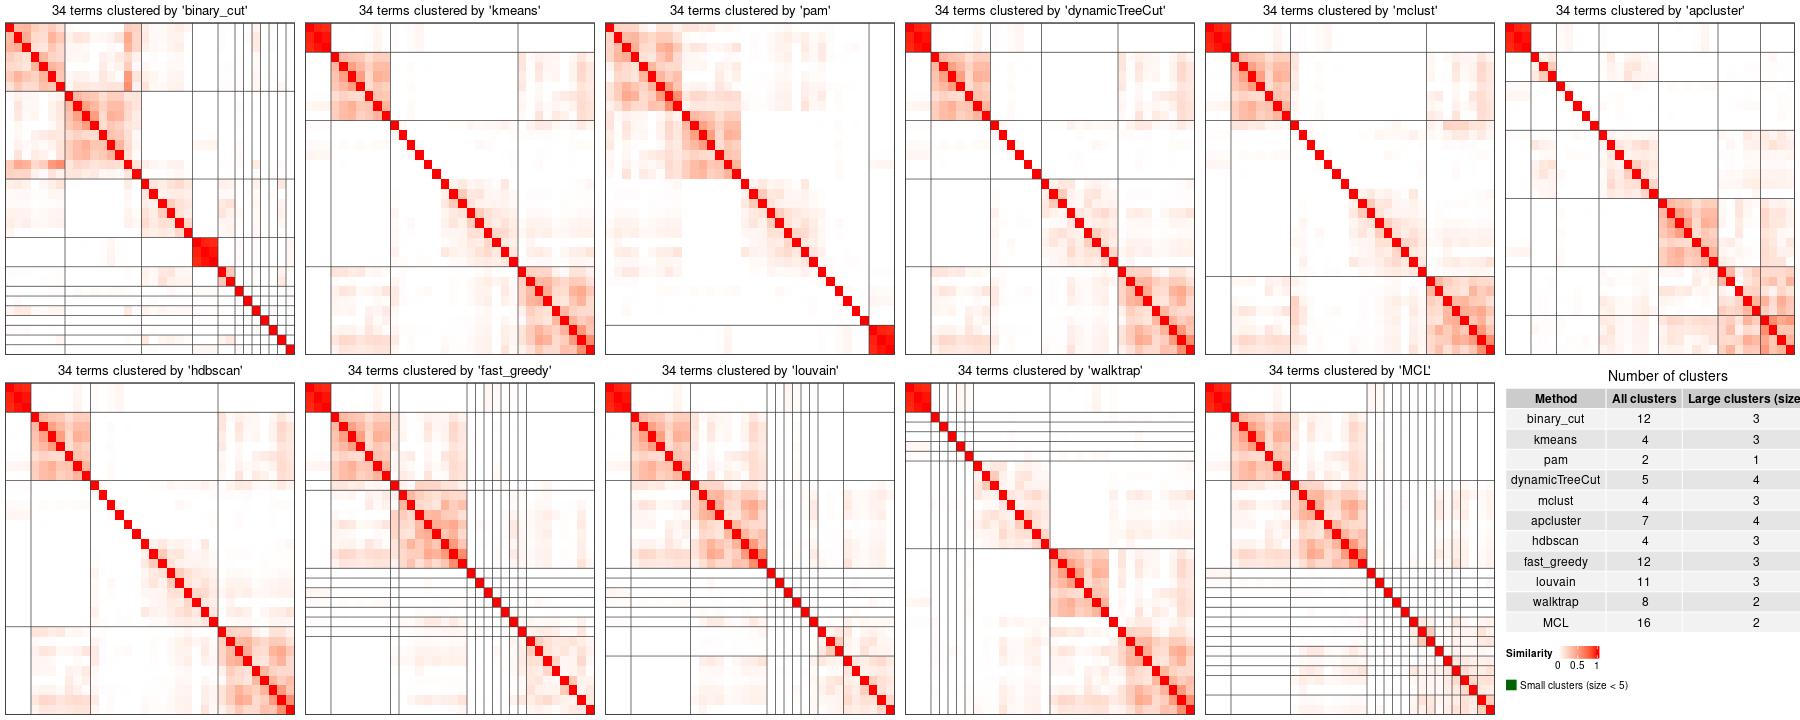 34 terms clustered by 'binary_cut'
34 terms clustered by 'kmeans'
34 terms clustered by 'pam'
34 terms clustered by 'dynamicTreeCut'
34 terms clustered by 'mclust'
34 terms clustered by 'apcluster'
34 terms clustered by 'hdbscan'
34 terms clustered by 'fast_greedy'
34 terms clustered by 'louvain'
34 terms clustered by 'walktrap'
34 terms clustered by 'MCL'
Number of clusters
Method All clusters Large clusters (size
binary_cut 12 3
kmeans 4 3
pam 2 1
dynamicTreeCut 5 4
mclust 4 3
apcluster 7 4
hdbscan 4 3
fast_greedy 12 3
louvain 11 3
walktrap 8 2
MCL 16 2
Similarity
0 0.5 1
Small clusters (size < 5)